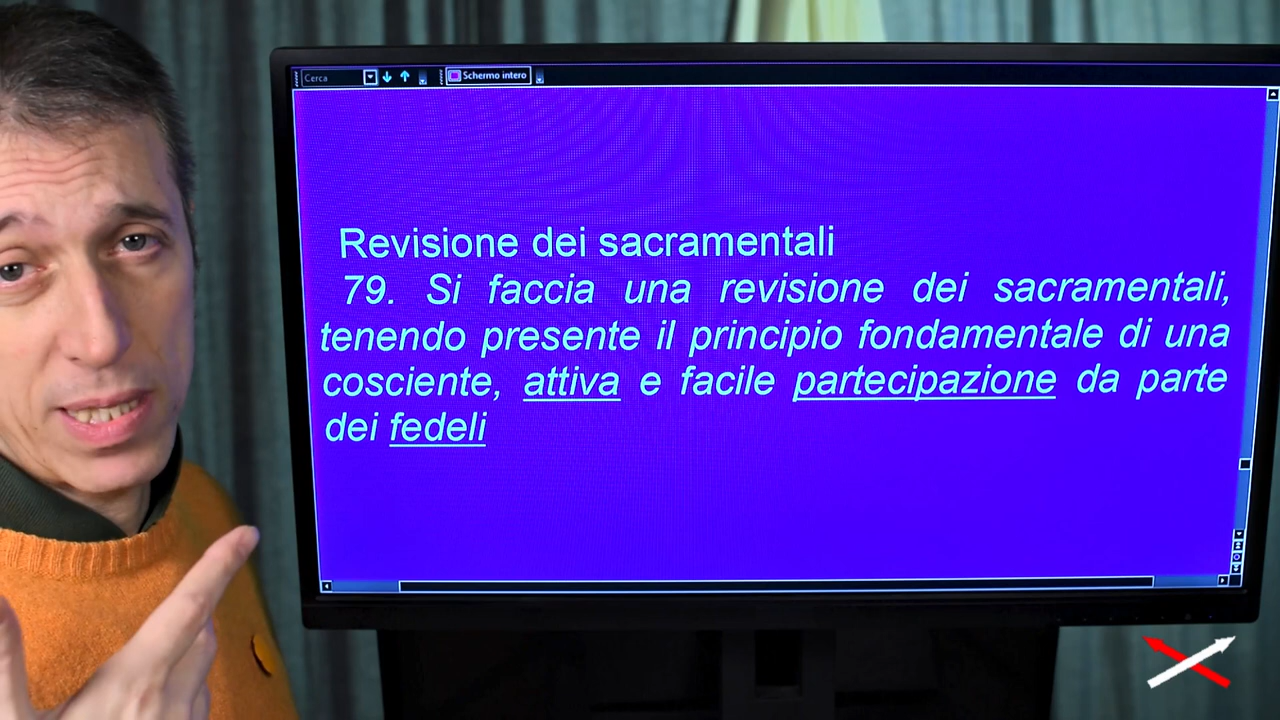 Cerca
Schermo intero
Revisione dei sacramentali
79. Si faccia una revisione dei sacramentali,
tenendo presente il principio fondamentale di una
cosciente, attiva e facile partecipazione da parte
dei fedeli